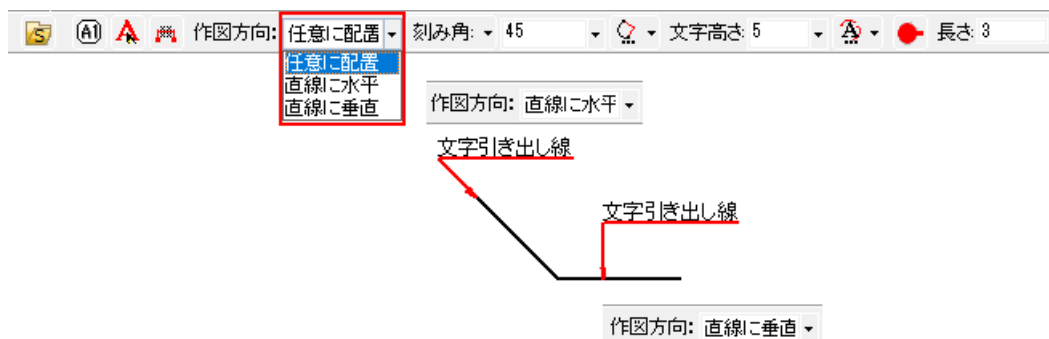 作図方向: 任意に配置 刻み角: 45 文字高さ: 5 長さ: 3
任意に配置
直線に水平
直線に垂直
作図方向: 直線に水平
文字引き出し線
文字引き出し線
作図方向: 直線に垂直